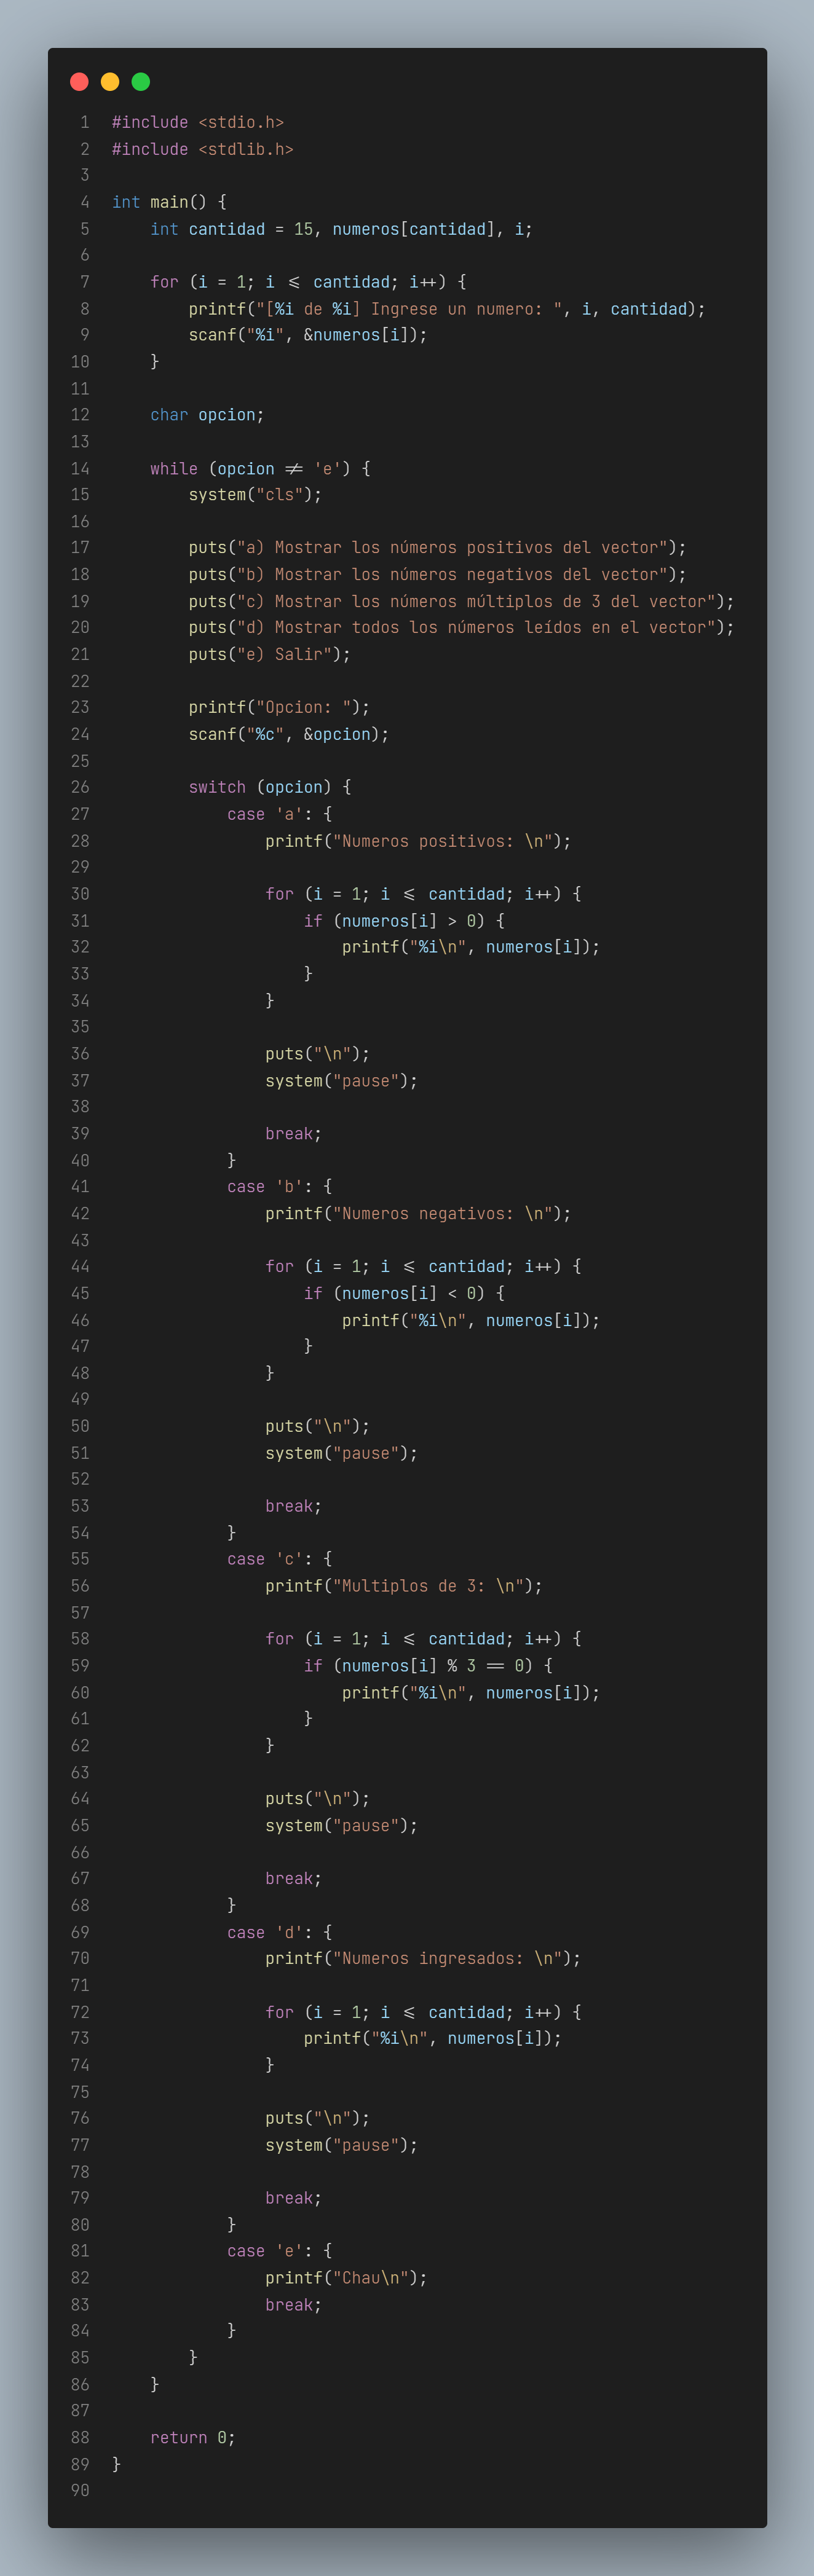 1 #include <stdio.h>
2 #include <stdlib.h>
3
4 int main() {
5     int cantidad = 15, numeros[cantidad], i;
6
7     for (i = 1; i <= cantidad; i++) {
8         printf("[%i de %i] Ingrese un numero: ", i, cantidad);
9         scanf("%i", &numeros[i]);
10     }
11
12     char opcion;
13
14     while (opcion != 'e') {
15         system("cls");
16
17         puts("a) Mostrar los números positivos del vector");
18         puts("b) Mostrar los números negativos del vector");
19         puts("c) Mostrar los números múltiplos de 3 del vector");
20         puts("d) Mostrar todos los números leídos en el vector");
21         puts("e) Salir");
22
23         printf("Opcion: ");
24         scanf("%c", &opcion);
25
26         switch (opcion) {
27             case 'a': {
28                 printf("Numeros positivos: \n");
29
30                 for (i = 1; i <= cantidad; i++) {
31                     if (numeros[i] > 0) {
32                         printf("%i\n", numeros[i]);
33                     }
34                 }
35
36                 puts("\n");
37                 system("pause");
38
39                 break;
40             }
41             case 'b': {
42                 printf("Numeros negativos: \n");
43
44                 for (i = 1; i <= cantidad; i++) {
45                     if (numeros[i] < 0) {
46                         printf("%i\n", numeros[i]);
47                     }
48                 }
49
50                 puts("\n");
51                 system("pause");
52
53                 break;
54             }
55             case 'c': {
56                 printf("Multiplos de 3: \n");
57
58                 for (i = 1; i <= cantidad; i++) {
59                     if (numeros[i] % 3 == 0) {
60                         printf("%i\n", numeros[i]);
61                     }
62                 }
63
64                 puts("\n");
65                 system("pause");
66
67                 break;
68             }
69             case 'd': {
70                 printf("Numeros ingresados: \n");
71
72                 for (i = 1; i <= cantidad; i++) {
73                     printf("%i\n", numeros[i]);
74                 }
75
76                 puts("\n");
77                 system("pause");
78
79                 break;
80             }
81             case 'e': {
82                 printf("Chau\n");
83                 break;
84             }
85         }
86     }
87
88     return 0;
89 }
90